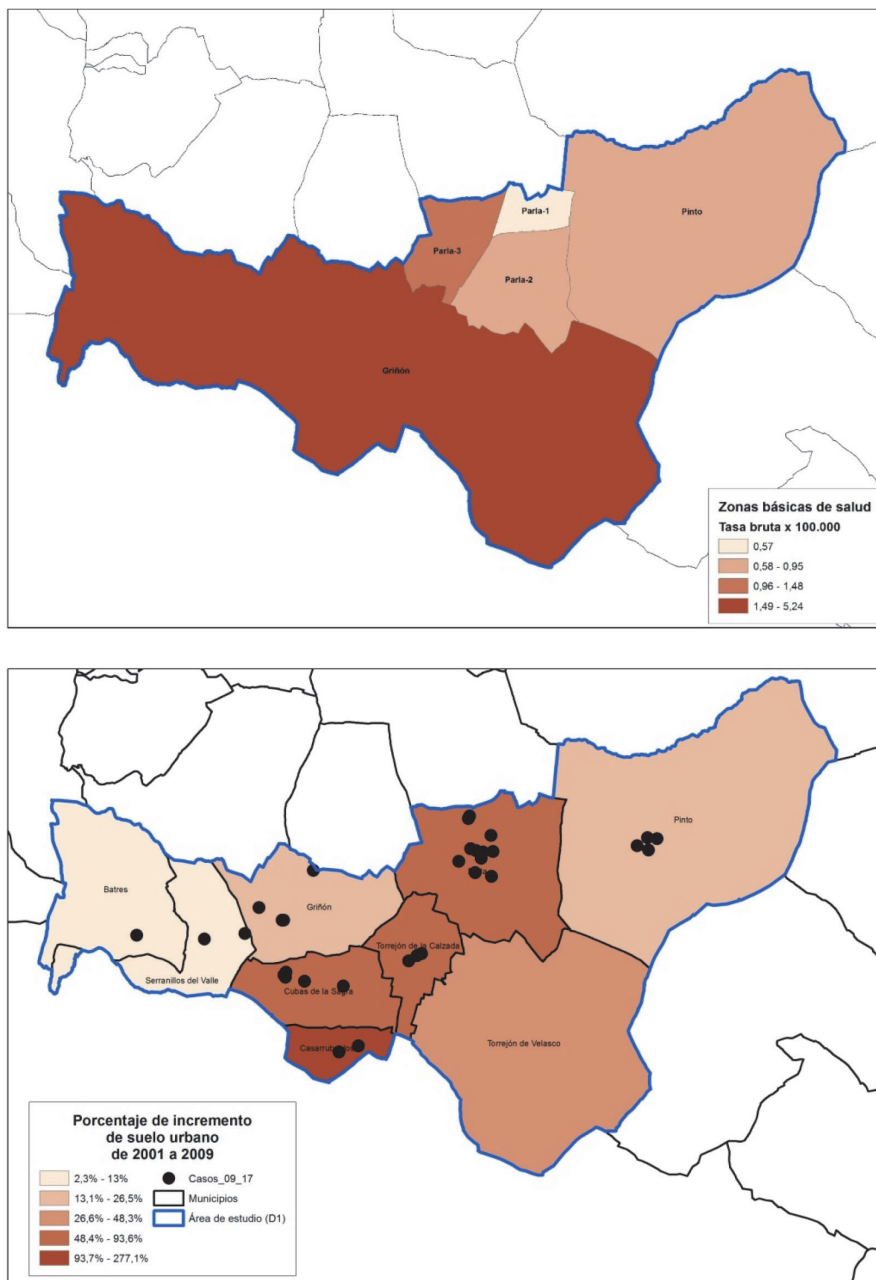 Parla-1
Pinto
Parla-3
Parla-2
Griñón
Zonas básicas de salud
Tasa bruta x 100.000
0,57
0,58 - 0,95
0,96 - 1,48
1,49 - 5,24
Pinto
Batres
Griñón
Torrejón de la Calzada
Serranillos del Valle
Cubas de la Sagra
Torrejón de Velasco
Porcentaje de incremento
de suelo urbano
de 2001 a 2009
2,3% - 13%
13,1% - 26,5%
26,6% - 48,3%
48,4% - 93,6%
93,7% - 277,1%
Casos_09_17
Municipios
Área de estudio (D1)